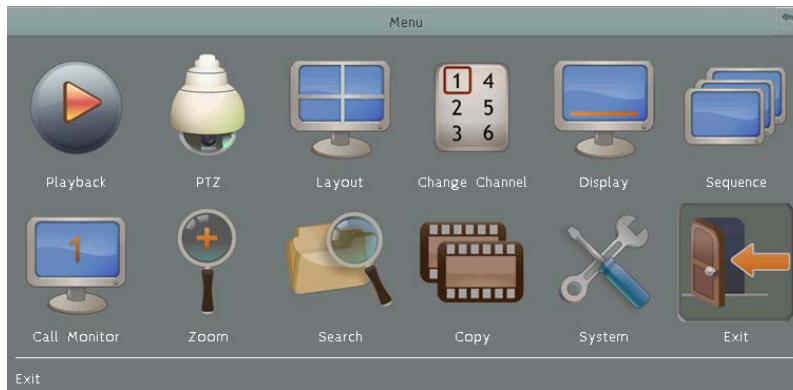 Menu
Playback
PTZ
Layout
1 4
2 5
3 6
Change Channel
Display
Sequence
1
Call Monitor
Zoom
Search
Copy
System
Exit
Exit